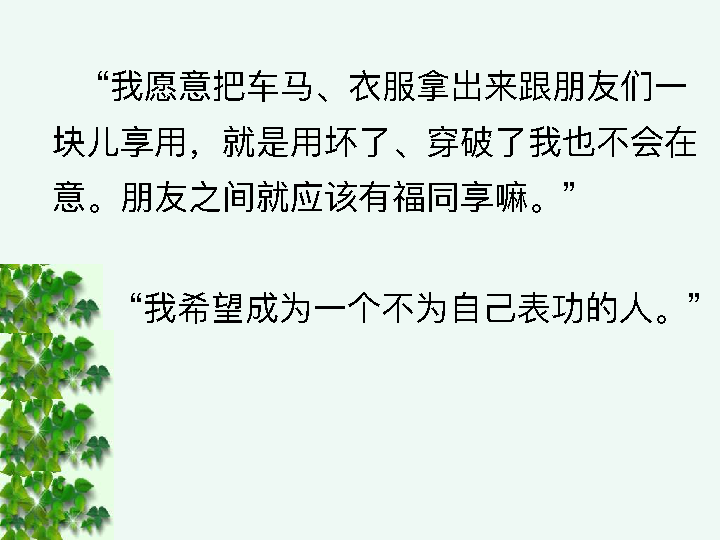 “我愿意把车马、衣服拿出来跟朋友们一
块儿享用，就是用坏了、穿破了我也不会在
意。朋友之间就应该有福同享嘛。”
“我希望成为一个不为自己表功的人。”